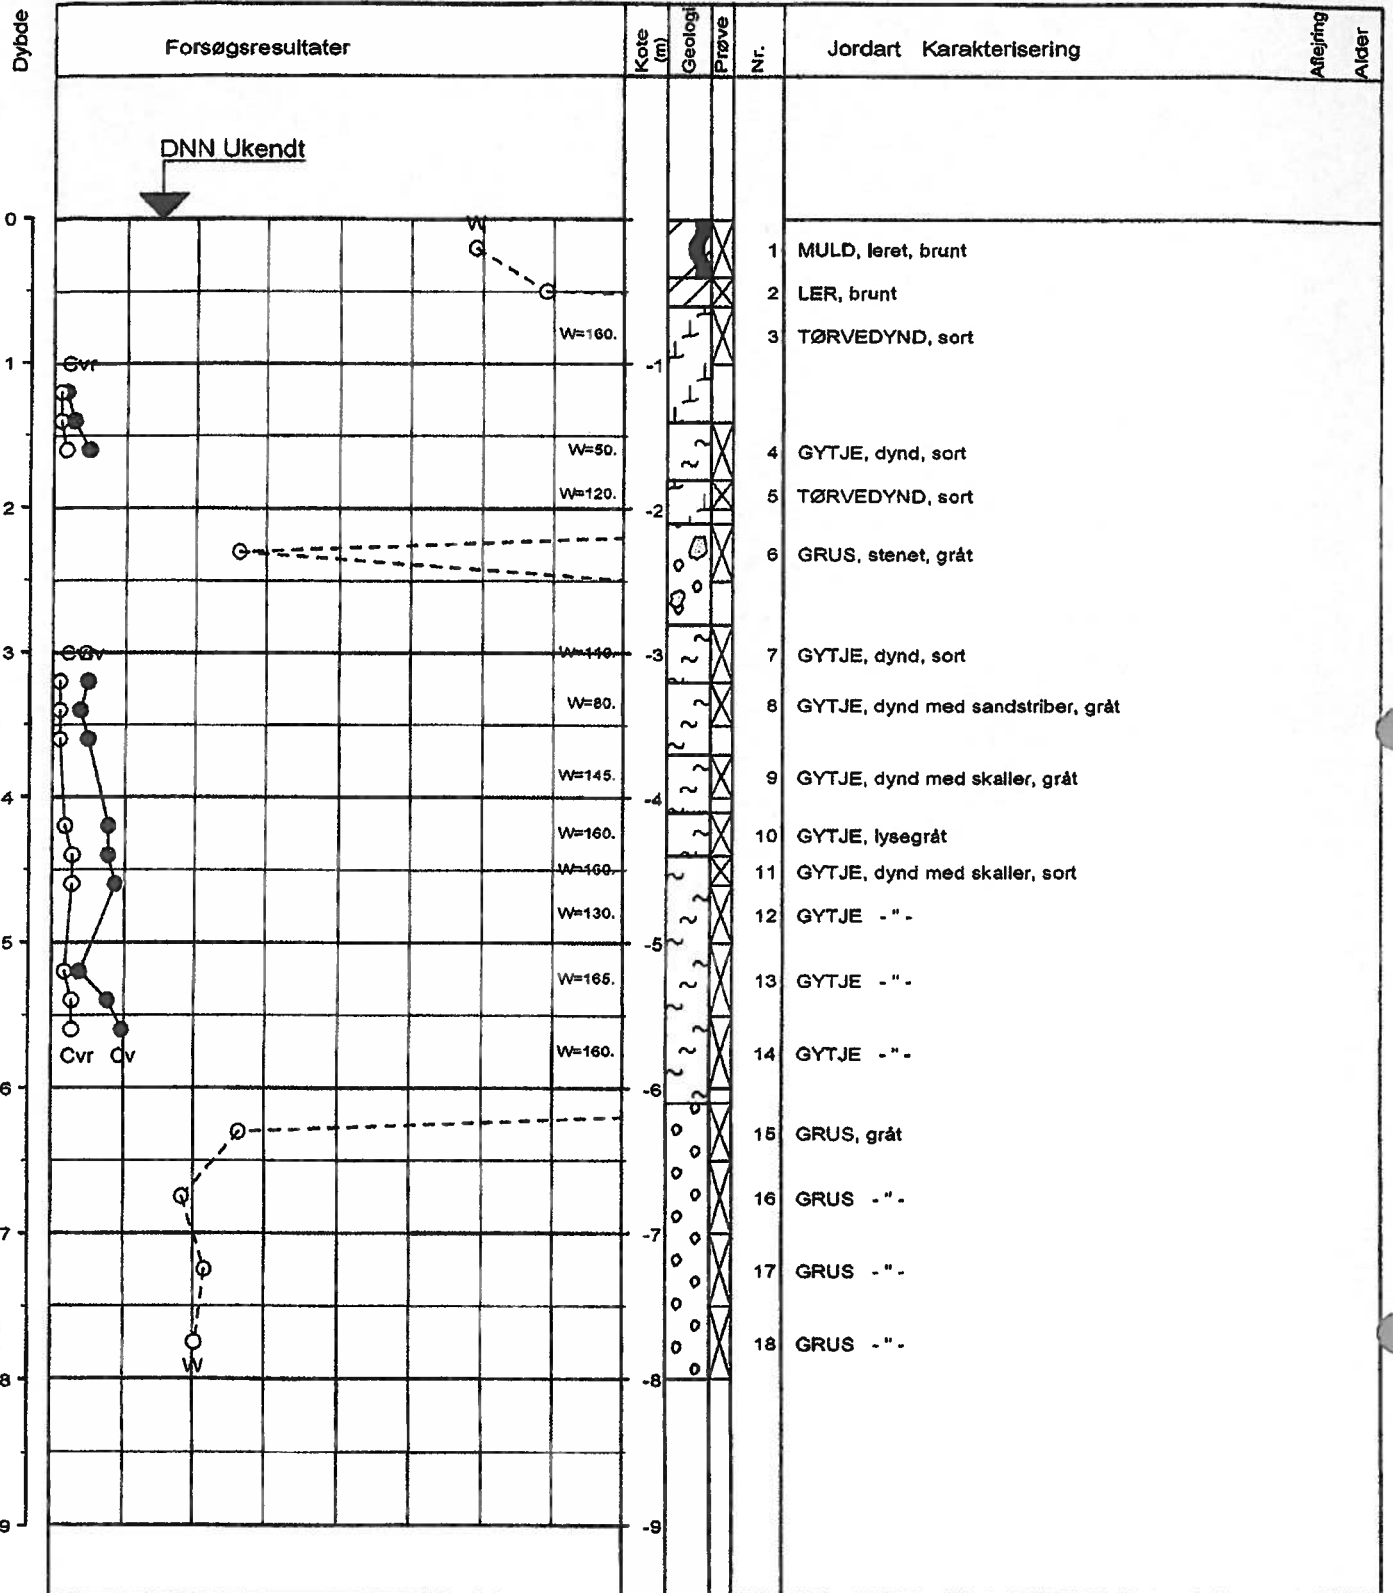 Dybde Forsøgsresultater Kote (m) Geologi Prøve Nr. Jordart Karakterisering Aflejring Alder
DNN Ukendt
0 W
1 MULD, leret, brunt
2 LER, brunt
W=160. 3 TØRVEDYND, sort
1 Cvr -1
W=50. 4 GYTJE, dynd, sort
W=120. 5 TØRVEDYND, sort
2 -2
6 GRUS, stenet, gråt
3 W=110. -3 7 GYTJE, dynd, sort
W=80. 8 GYTJE, dynd med sandstriber, gråt
W=145. 9 GYTJE, dynd med skaller, gråt
4 -4
W=160. 10 GYTJE, lysegråt
W=160. 11 GYTJE, dynd med skaller, sort
W=130. 12 GYTJE - " -
5 -5
W=165. 13 GYTJE - " -
Cvr Cv W=160. 14 GYTJE - " -
6 -6
15 GRUS, gråt
16 GRUS - " -
7 -7
17 GRUS - " -
18 GRUS - " -
W
8 -8
9 -9